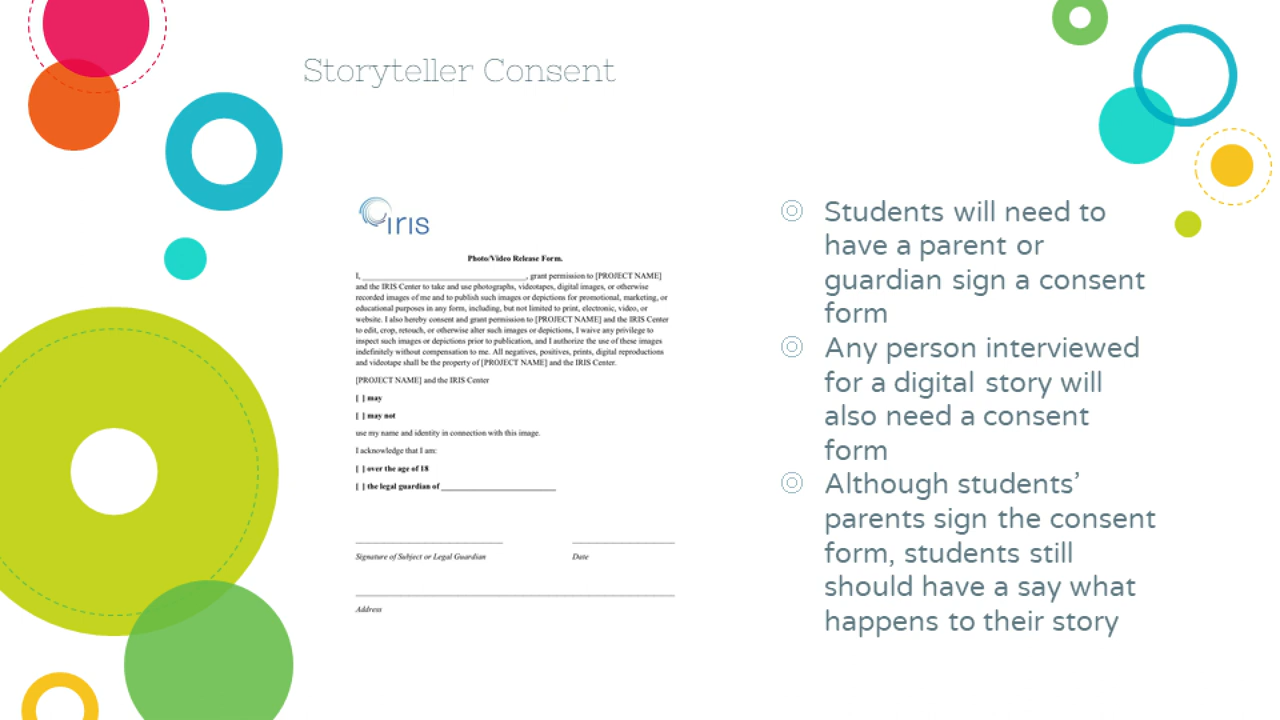 Storyteller Consent
iris
Photo/Video Release Form.
I, ________________________________________, grant permission to [PROJECT NAME]
and the IRIS Center to take and use photographs, videotapes, digital images, or otherwise
recorded images of me and to publish such images or depictions for promotional, marketing, or
educational purposes in any form, including, but not limited to print, electronic, video, or
website. I also hereby consent and grant permission to [PROJECT NAME] and the IRIS Center
to edit, crop, retouch, or otherwise alter such images or depictions, I waive any privilege to
inspect such images or depictions prior to publication, and I authorize the use of these images
indefinitely without compensation to me. All negatives, positives, prints, digital reproductions
and videotape shall be the property of [PROJECT NAME] and the IRIS Center.
[PROJECT NAME] and the IRIS Center
[ ] may
[ ] may not
use my name and identity in connection with this image.
I acknowledge that I am:
[ ] over the age of 18
[ ] the legal guardian of ____________________________
Signature of Subject or Legal Guardian
Date
Address
Students will need to
have a parent or
guardian sign a consent
form
Any person interviewed
for a digital story will
also need a consent
form
Although students’
parents sign the consent
form, students still
should have a say what
happens to their story